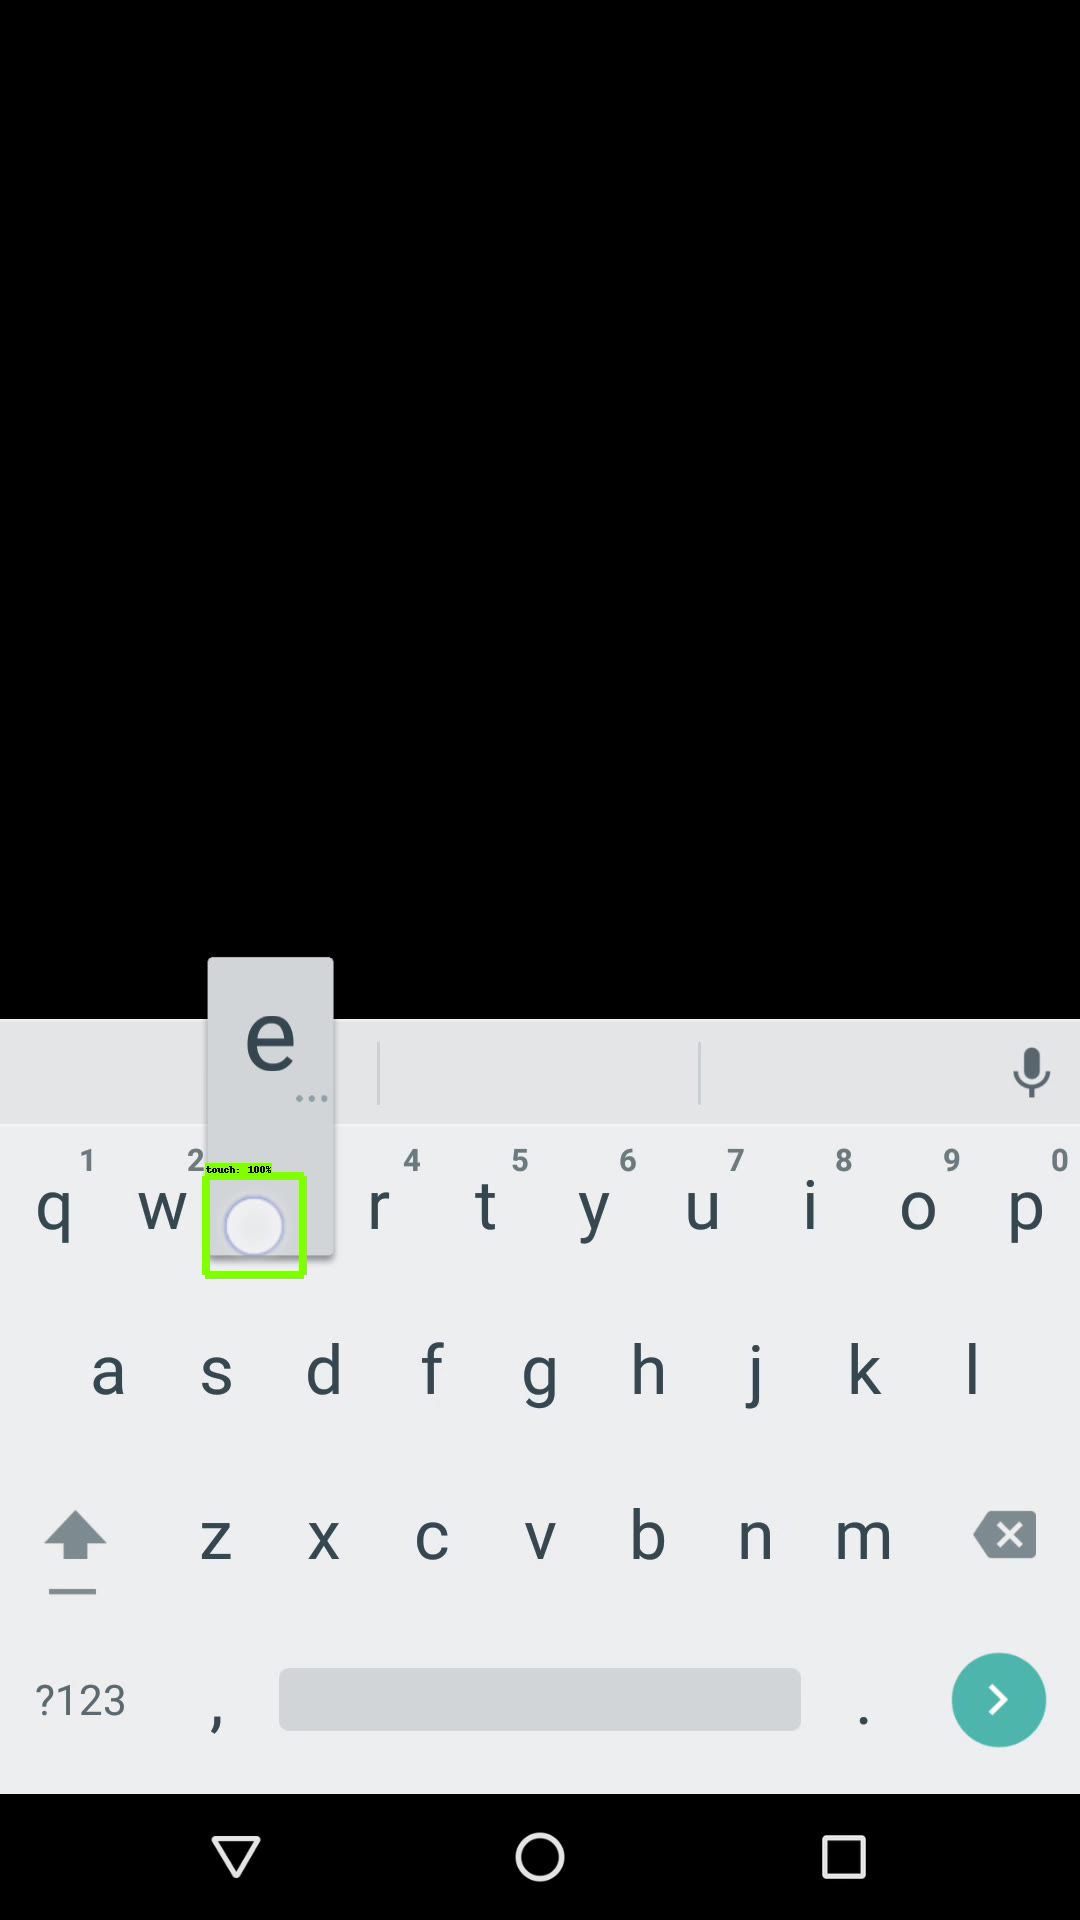 e
...
1 2 4 5 6 7 8 9 0
touch: 100%
q w r t y u i o p
a s d f g h j k l
z x c v b n m
?123 , .